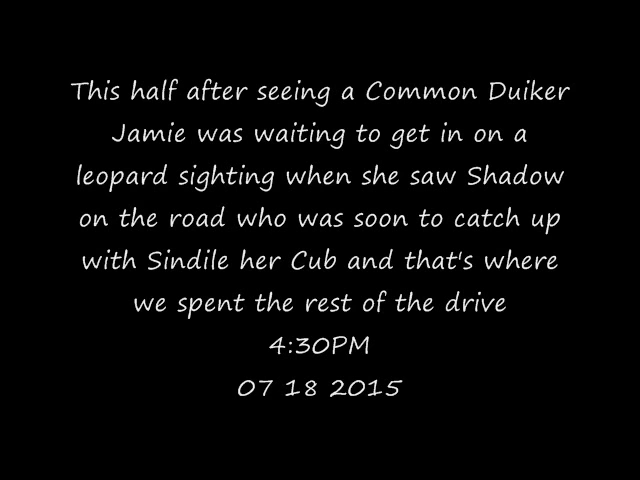 This half after seeing a Common Duiker
Jamie was waiting to get in on a
leopard sighting when she saw Shadow
on the road who was soon to catch up
with Sindile her Cub and that's where
we spent the rest of the drive
4:30PM
07 18 2015